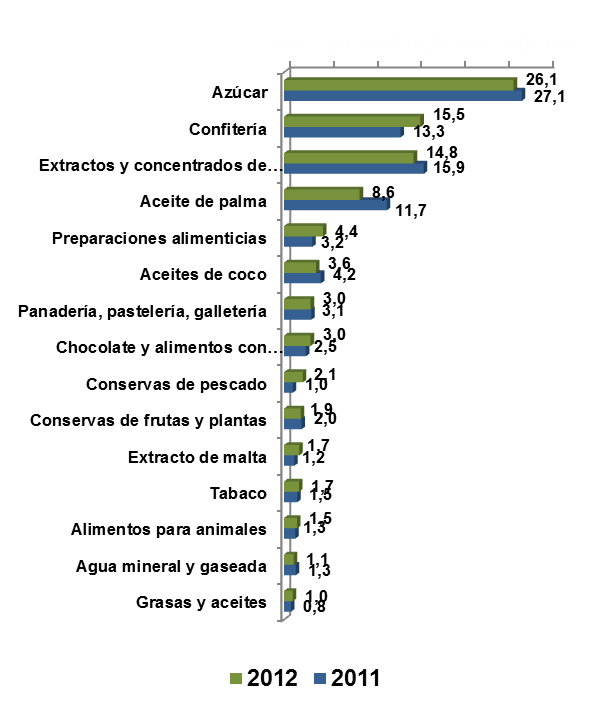 Azúcar 26,1 27,1
Confitería 15,5 13,3
Extractos y concentrados de… 14,8 15,9
Aceite de palma 8,6 11,7
Preparaciones alimenticias 4,4 3,2
Aceites de coco 3,6 4,2
Panadería, pastelería, galletería 3,0 3,1
Chocolate y alimentos con… 3,0 2,5
Conservas de pescado 2,1 1,0
Conservas de frutas y plantas 1,9 2,0
Extracto de malta 1,7 1,2
Tabaco 1,7 1,5
Alimentos para animales 1,5 1,3
Agua mineral y gaseada 1,1 1,3
Grasas y aceites 1,0 0,8
2012 2011